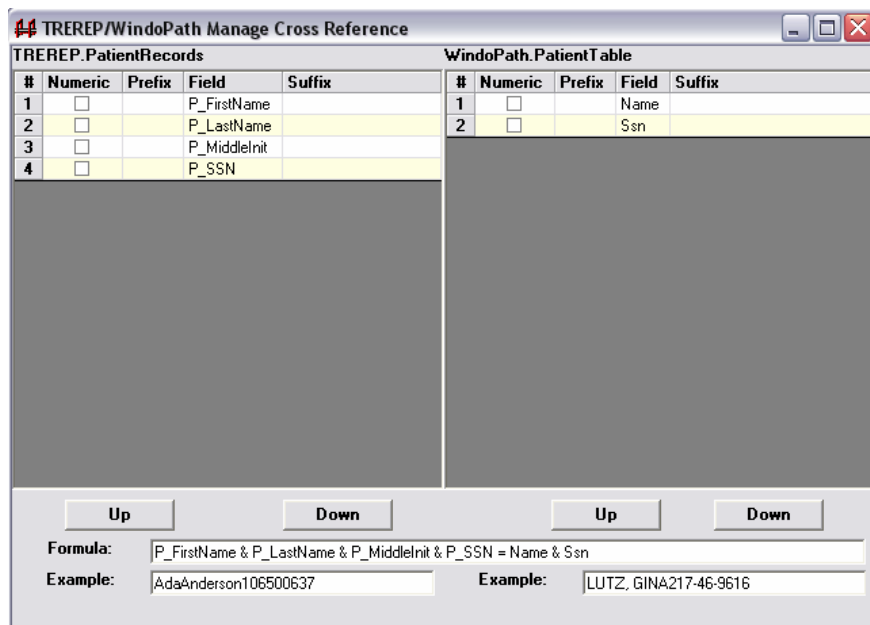 TREREP/WindoPath Manage Cross Reference
TREREP.PatientRecords
# Numeric Prefix Field Suffix
1 P_FirstName
2 P_LastName
3 P_MiddleInit
4 P_SSN
WindoPath.PatientTable
# Numeric Prefix Field Suffix
1 Name
2 Ssn
Up Down Up Down
Formula: P_FirstName & P_LastName & P_MiddleInit & P_SSN = Name & Ssn
Example: AdaAnderson106500637 Example: LUTZ, GINA217-46-9616